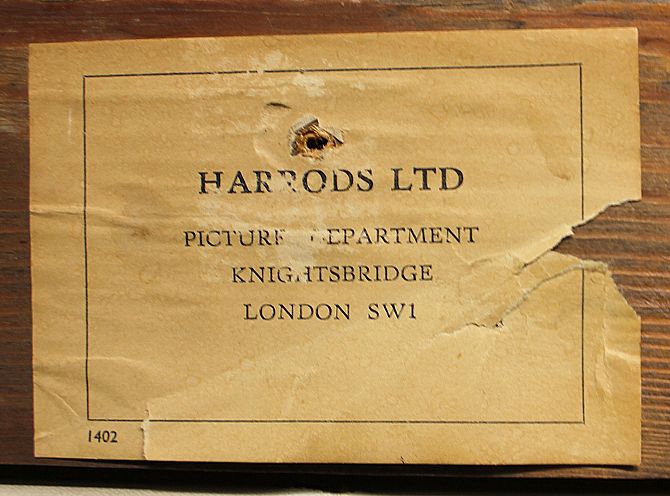 HARRODS LTD
PICTURE DEPARTMENT
KNIGHTSBRIDGE
LONDON SW1
1402